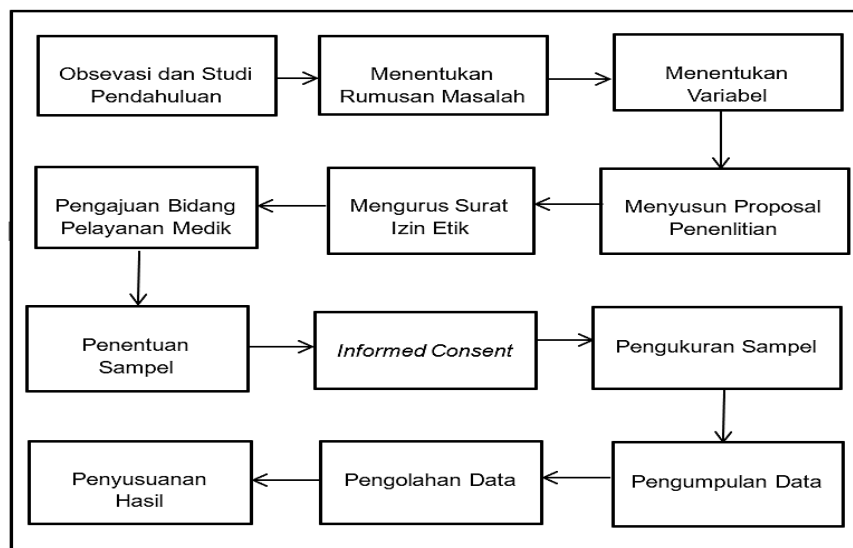 Obsevasi dan Studi
Pendahuluan
Menentukan
Rumusan Masalah
Menentukan
Variabel
Menyusun Proposal
Penenlitian
Mengurus Surat
Izin Etik
Pengajuan Bidang
Pelayanan Medik
Penentuan
Sampel
Informed Consent
Pengukuran Sampel
Pengumpulan Data
Pengolahan Data
Penyusuanan
Hasil